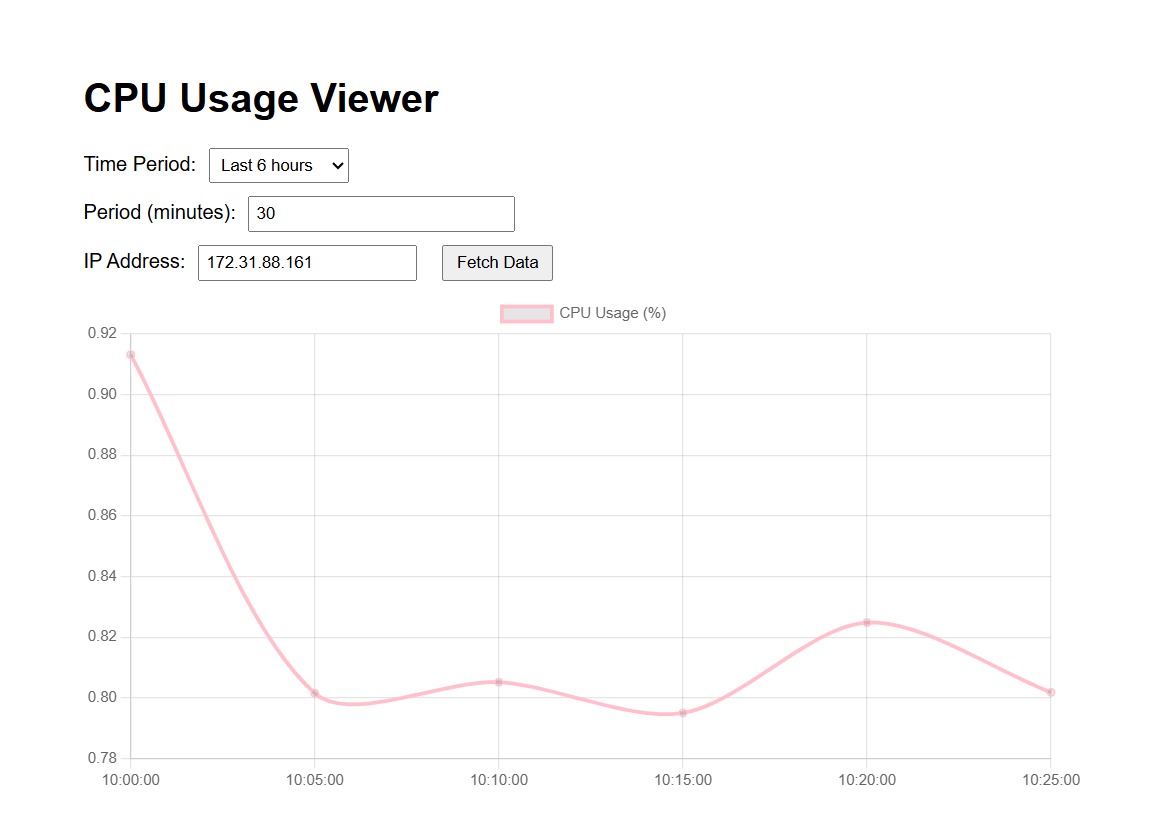 CPU Usage Viewer
Time Period: Last 6 hours
Period (minutes): 30
IP Address: 172.31.88.161 Fetch Data
CPU Usage (%)
0.92
0.90
0.88
0.86
0.84
0.82
0.80
0.78
10:00:00 10:05:00 10:10:00 10:15:00 10:20:00 10:25:00